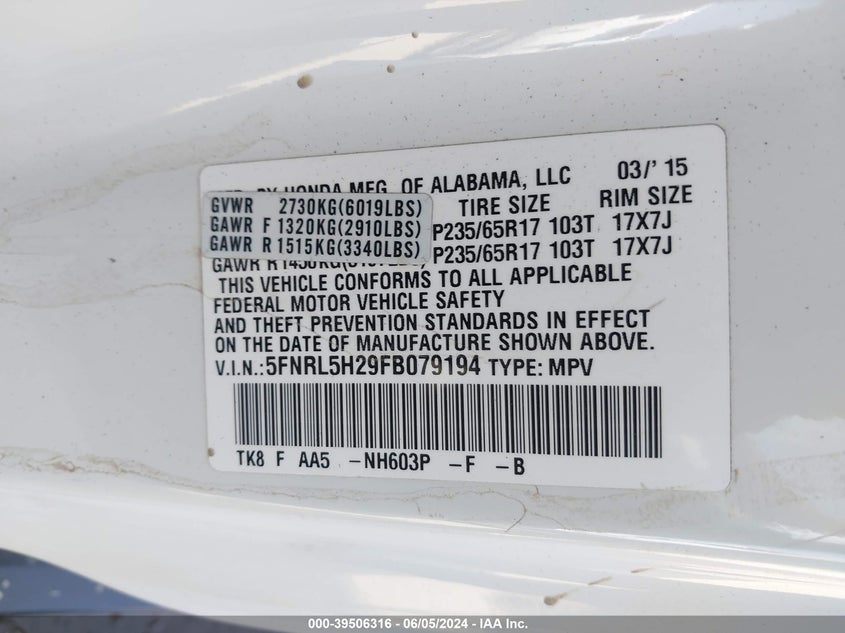 BY HONDA MFG. OF ALABAMA, LLC 03/' 15
TIRE SIZE RIM SIZE
GVWR 2730KG(6019LBS)
GAWR F 1320KG(2910LBS) P235/65R17 103T 17X7J
GAWR R 1515KG(3340LBS) P235/65R17 103T 17X7J
GAWR R
THIS VEHICLE CONFORMS TO ALL APPLICABLE
FEDERAL MOTOR VEHICLE SAFETY
AND THEFT PREVENTION STANDARDS IN EFFECT
ON THE DATE OF MANUFACTURE SHOWN ABOVE.
V.I.N.:5FNRL5H29FB079194 TYPE: MPV
TK8 F AA5 -NH603P -F -B
000-39506316 - 06/05/2024 - IAA Inc.